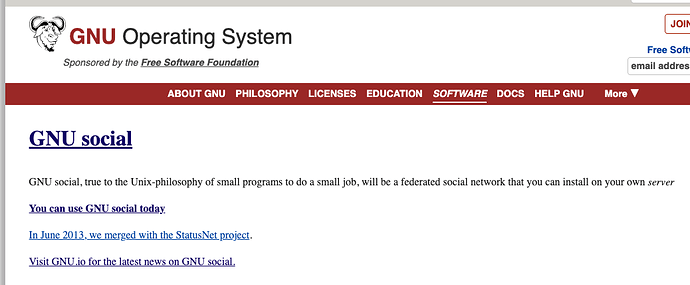 GNU Operating System
JOIN
Sponsored by the Free Software Foundation
Free Softw
email addres
ABOUT GNU PHILOSOPHY LICENSES EDUCATION SOFTWARE DOCS HELP GNU More ▼
GNU social
GNU social, true to the Unix-philosophy of small programs to do a small job, will be a federated social network that you can install on your own server
You can use GNU social today
In June 2013, we merged with the StatusNet project.
Visit GNU.io for the latest news on GNU social.